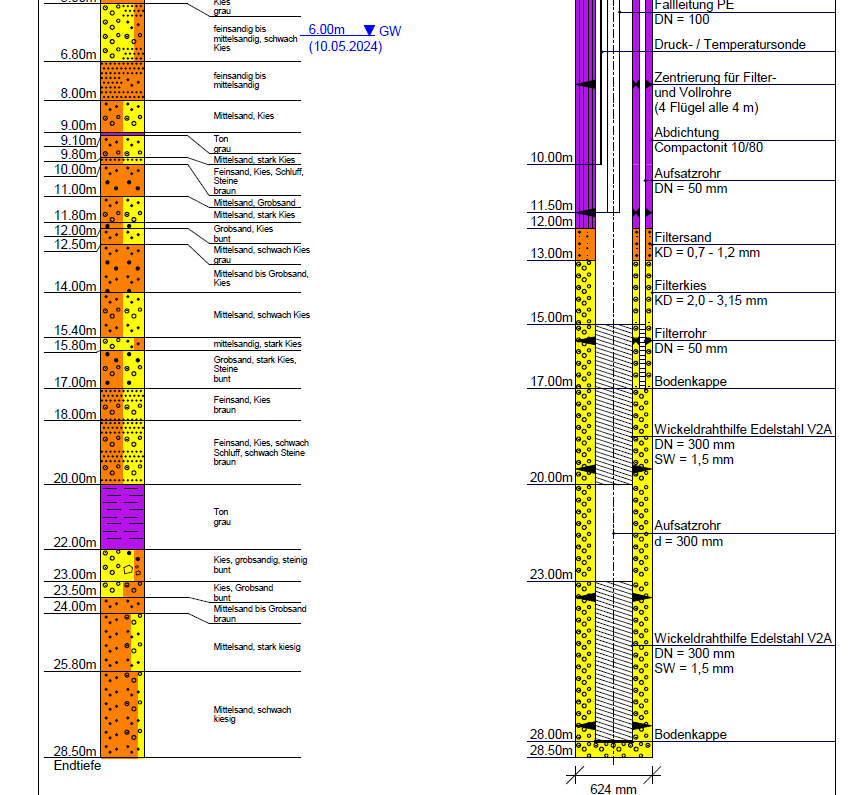 Kies
grau
feinsandig bis
mittelsandig, schwach
Kies
6.80m
6.00m
GW
(10.05.2024)
feinsandig bis
mittelsandig
8.00m
Mittelsand, Kies
9.00m
9.10m
Ton
grau
9.80m
Mittelsand, stark Kies
10.00m
Feinsand, Kies, Schluff,
Steine
braun
11.00m
Mittelsand, Grobsand
11.80m
Mittelsand, stark Kies
12.00m
Grobsand, Kies
bunt
12.50m
Mittelsand, schwach Kies
grau
Mittelsand bis Grobsand,
Kies
14.00m
Mittelsand, schwach Kies
15.40m
15.80m
mittelsandig, stark Kies
Grobsand, stark Kies,
Steine
bunt
17.00m
Feinsand, Kies
braun
18.00m
Feinsand, Kies, schwach
Schluff, schwach Steine
braun
20.00m
Ton
grau
22.00m
Kies, grobsandig, steinig
bunt
23.00m
23.50m
Kies, Grobsand
bunt
24.00m
Mittelsand bis Grobsand
braun
Mittelsand, stark kiesig
25.80m
Mittelsand, schwach
kiesig
28.50m
Endtiefe
Fallleitung PE
DN = 100
Druck- / Temperatursonde
Zentrierung für Filter-
und Vollrohre
(4 Flügel alle 4 m)
Abdichtung
Compactonit 10/80
10.00m
Aufsatzrohr
DN = 50 mm
11.50m
12.00m
Filtersand
KD = 0,7 - 1,2 mm
13.00m
Filterkies
KD = 2,0 - 3,15 mm
15.00m
Filterrohr
DN = 50 mm
17.00m
Bodenkappe
Wickeldrahthilfe Edelstahl V2A
DN = 300 mm
SW = 1,5 mm
20.00m
Aufsatzrohr
d = 300 mm
23.00m
Wickeldrahthilfe Edelstahl V2A
DN = 300 mm
SW = 1,5 mm
28.00m
Bodenkappe
28.50m
624 mm